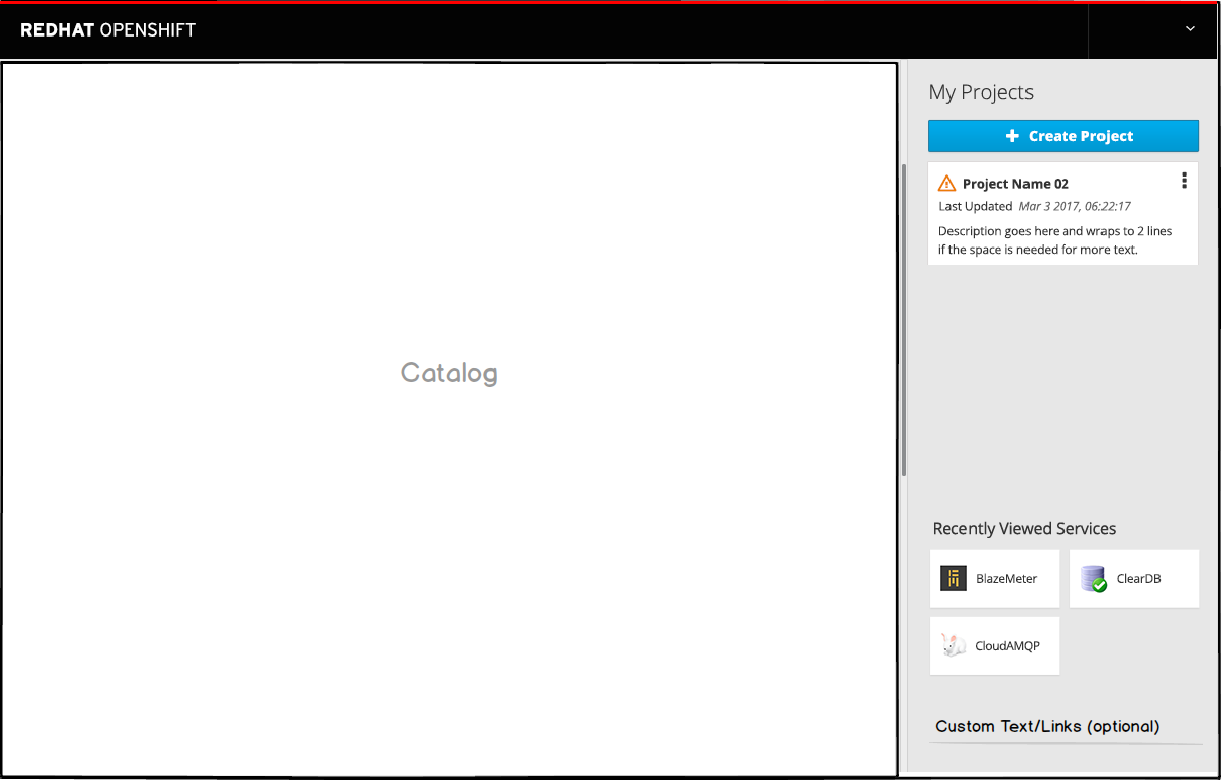 REDHAT OPENSHIFT
My Projects
Create Project
Project Name 02
Last Updated Mar 3 2017, 06:22:17
Description goes here and wraps to 2 lines
if the space is needed for more text.
Catalog
Recently Viewed Services
BlazeMeter
ClearDB
CloudAMQP
Custom Text/Links (optional)